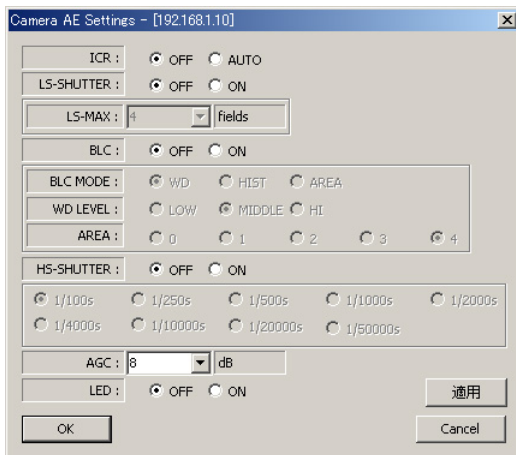 Camera AE Settings - [192.168.1.10]
ICR : OFF AUTO
LS-SHUTTER : OFF ON
LS-MAX : 4 fields
BLC : OFF ON
BLC MODE : WD HIST AREA
WD LEVEL : LOW MIDDLE HI
AREA : 0 1 2 3 4
HS-SHUTTER : OFF ON
1/100s 1/250s 1/500s 1/1000s 1/2000s
1/4000s 1/10000s 1/20000s 1/50000s
AGC : 8 dB
LED : OFF ON 適用
OK Cancel